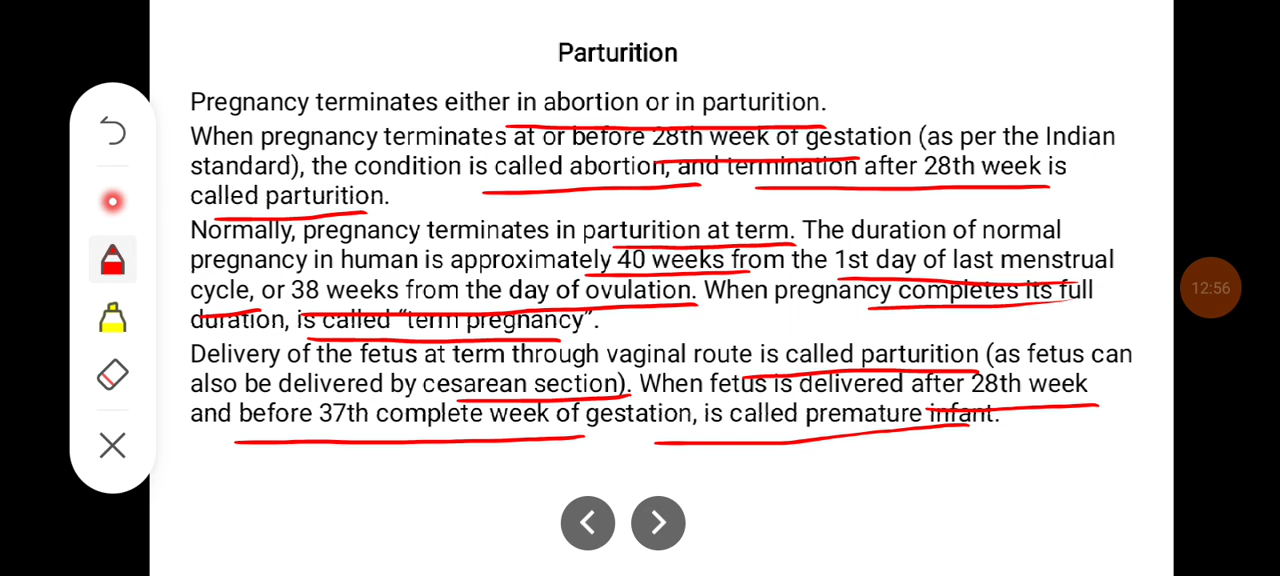 Parturition
Pregnancy terminates either in abortion or in parturition.
When pregnancy terminates at or before 28th week of gestation (as per the Indian
standard), the condition is called abortion, and termination after 28th week is
called parturition.
Normally, pregnancy terminates in parturition at term. The duration of normal
pregnancy in human is approximately 40 weeks from the 1st day of last menstrual
cycle, or 38 weeks from the day of ovulation. When pregnancy completes its full
duration, is called “term pregnancy”.
Delivery of the fetus at term through vaginal route is called parturition (as fetus can
also be delivered by cesarean section). When fetus is delivered after 28th week
and before 37th complete week of gestation, is called premature infant.
12:56